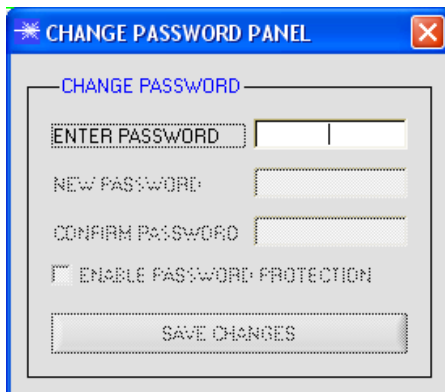 CHANGE PASSWORD PANEL
CHANGE PASSWORD
ENTER PASSWORD
NEW PASSWORD
CONFIRM PASSWORD
ENABLE PASSWORD PROTECTION
SAVE CHANGES